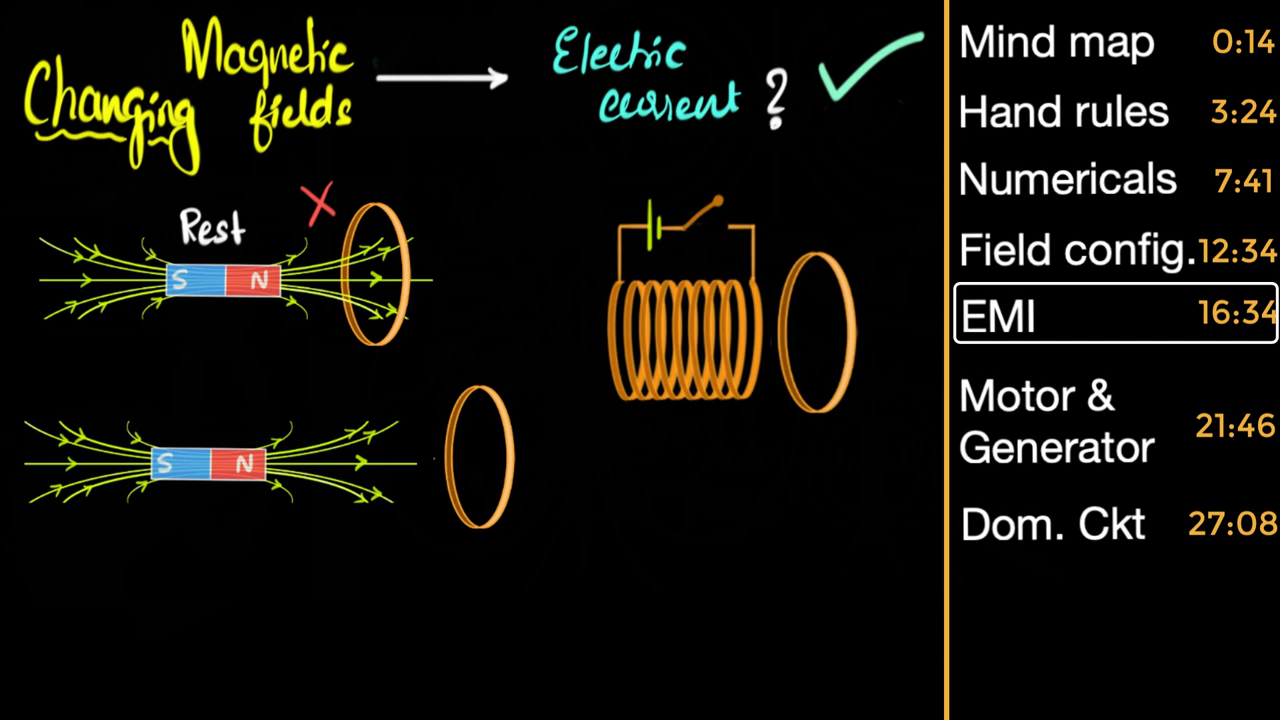 Changing Magnetic fields
Electric current ?
Rest
S N
S N
Mind map 0:14
Hand rules 3:24
Numericals 7:41
Field config. 12:34
EMI 16:34
Motor &
Generator 21:46
Dom. Ckt 27:08